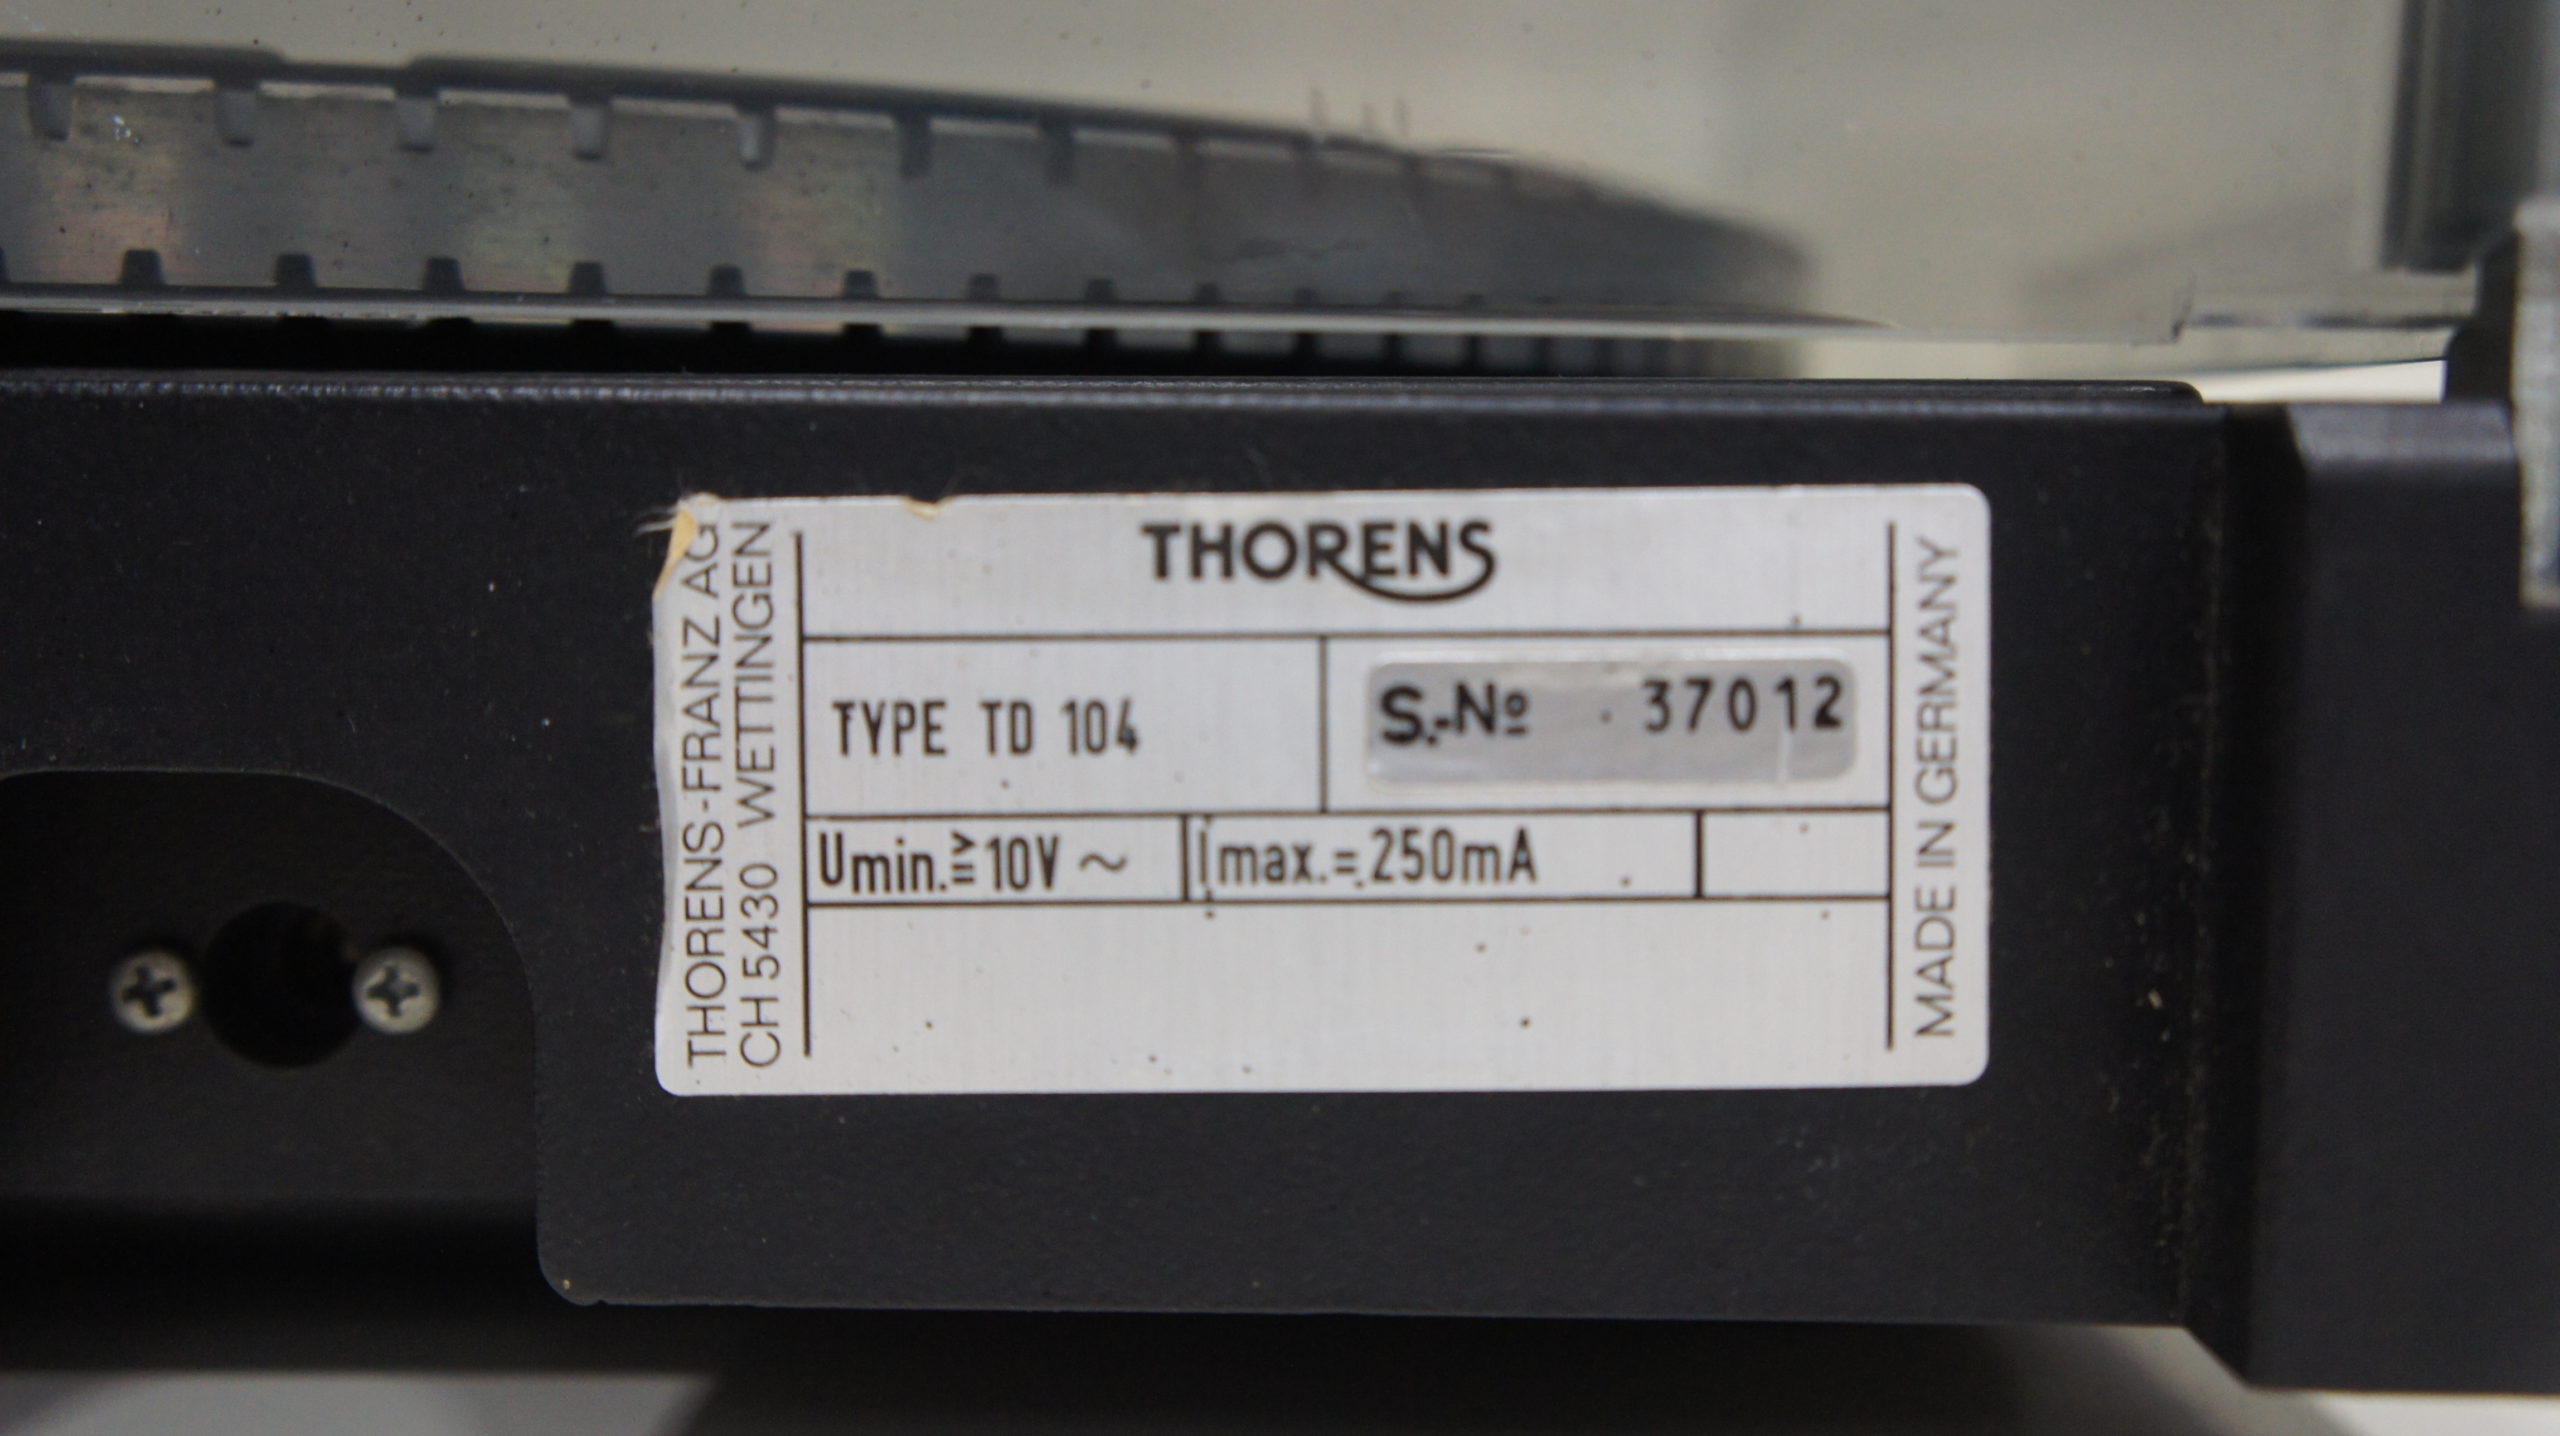 THORENS-FRANZ AG
CH 5430 WETTINGEN
THORENS
TYPE TD 104
S.-Nº 37012
Umin.≧10V ~
Imax.=250mA
MADE IN GERMANY